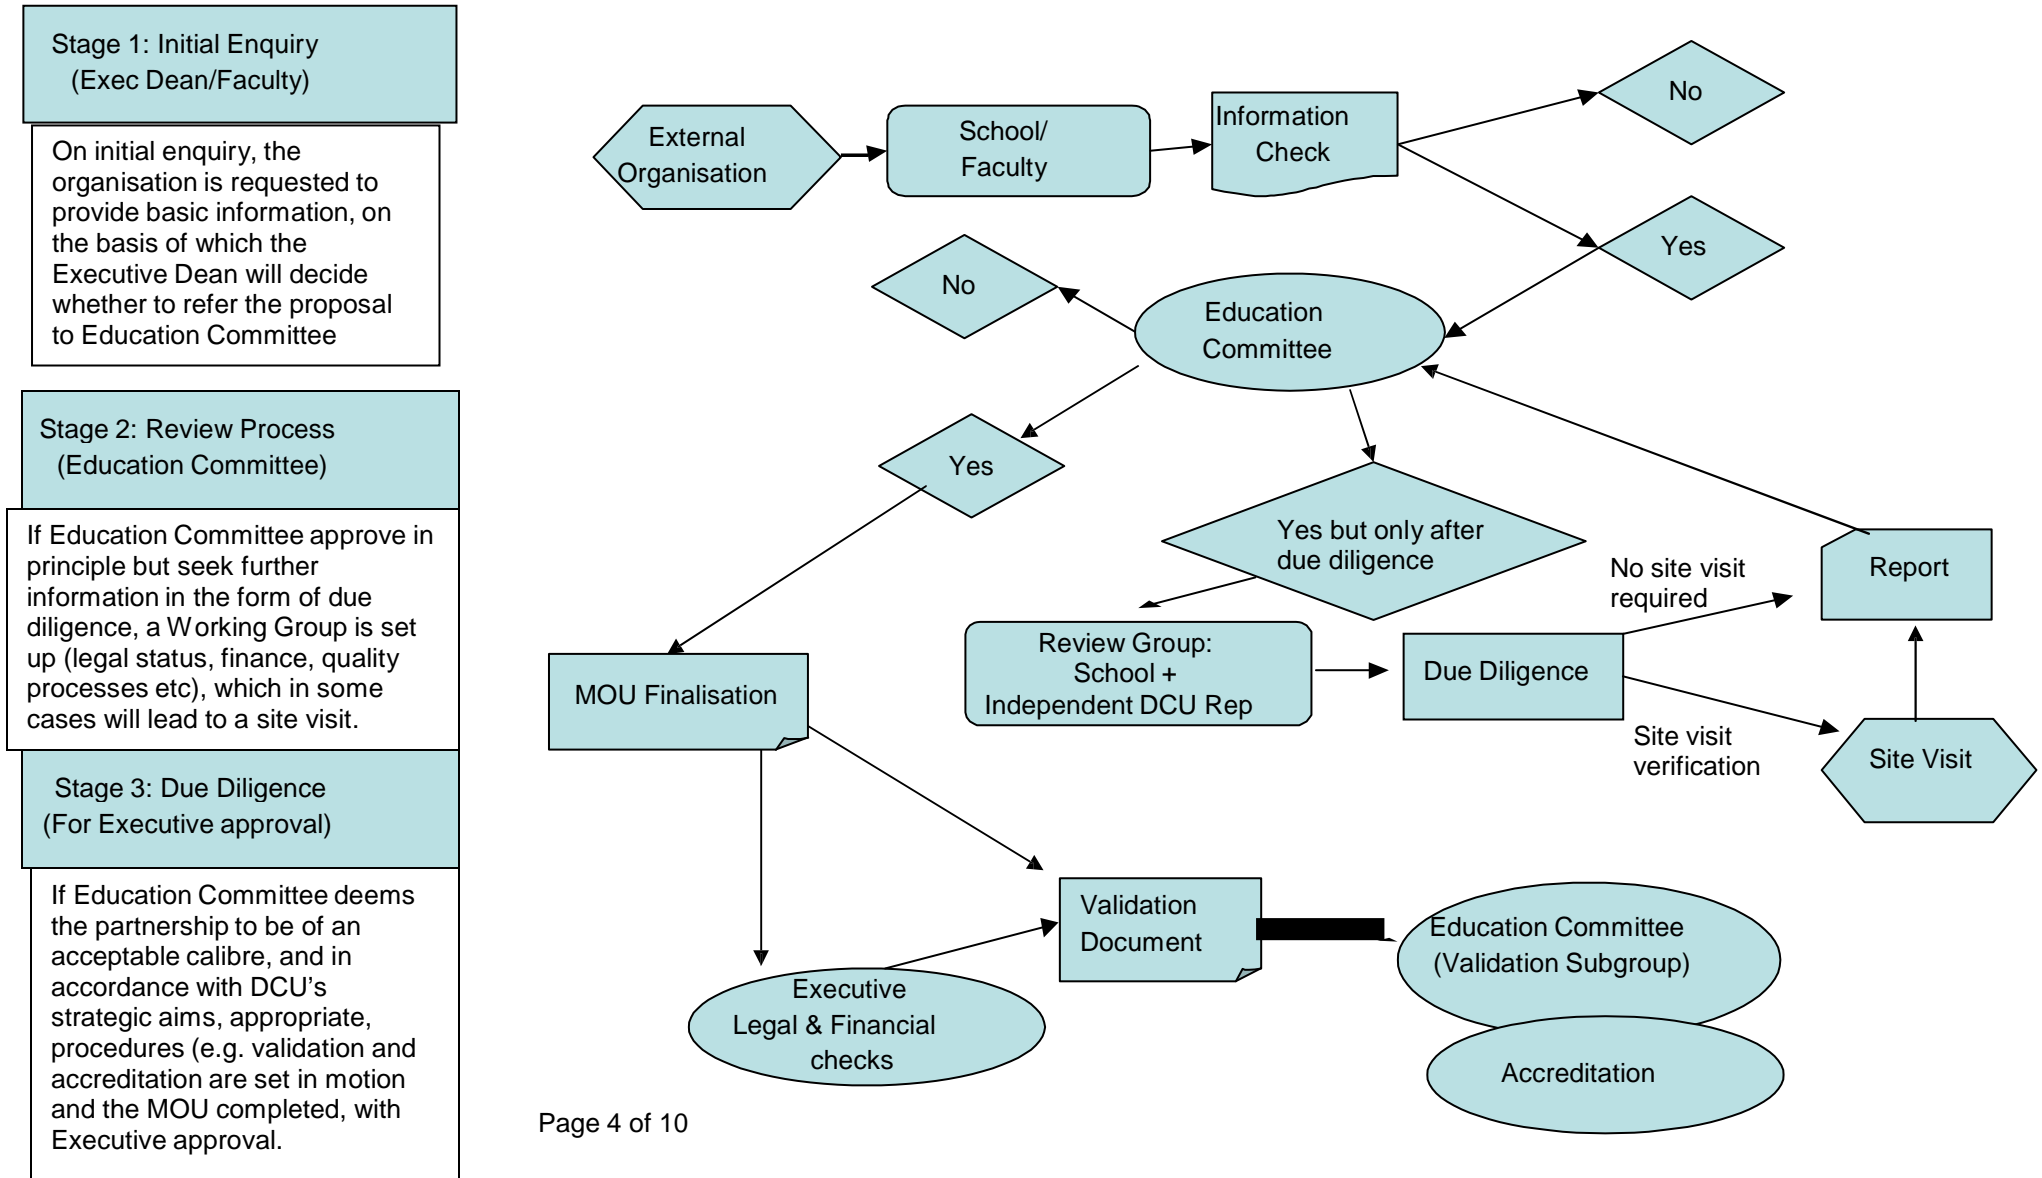 Stage 1: Initial Enquiry
(Exec Dean/Faculty)
On initial enquiry, the
organisation is requested to
provide basic information, on
the basis of which the
Executive Dean will decide
whether to refer the proposal
to Education Committee
Stage 2: Review Process
(Education Committee)
If Education Committee approve in
principle but seek further
information in the form of due
diligence, a Working Group is set
up (legal status, finance, quality
processes etc), which in some
cases will lead to a site visit.
Stage 3: Due Diligence
(For Executive approval)
If Education Committee deems
the partnership to be of an
acceptable calibre, and in
accordance with DCU’s
strategic aims, appropriate,
procedures (e.g. validation and
accreditation are set in motion
and the MOU completed, with
Executive approval.
External
Organisation
School/
Faculty
Information
Check
No
Yes
No
Education
Committee
Yes
Yes but only after
due diligence
No site visit
required
Report
Review Group:
School +
Independent DCU Rep
Due Diligence
MOU Finalisation
Site visit
verification
Site Visit
Validation
Document
Education Committee
(Validation Subgroup)
Executive
Legal & Financial
checks
Accreditation
Page 4 of 10